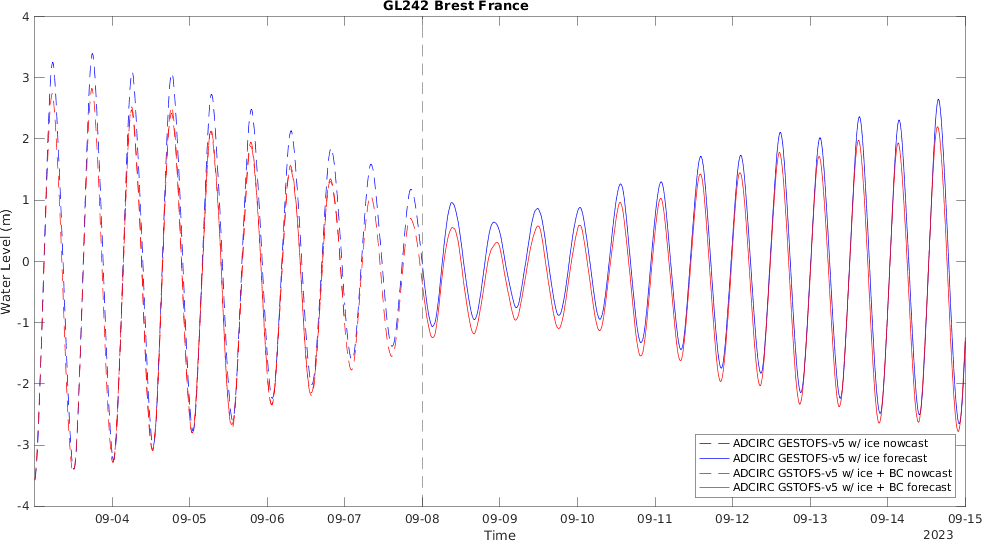 GL242 Brest France
4
3
2
1
0
-1
-2
-3
-4
Water Level (m)
ADCIRC GESTOFS-v5 w/ ice nowcast
ADCIRC GESTOFS-v5 w/ ice forecast
ADCIRC GSTOFS-v5 w/ ice + BC nowcast
ADCIRC GSTOFS-v5 w/ ice + BC forecast
09-04 09-05 09-06 09-07 09-08 09-09 09-10 09-11 09-12 09-13 09-14 09-15
Time
2023